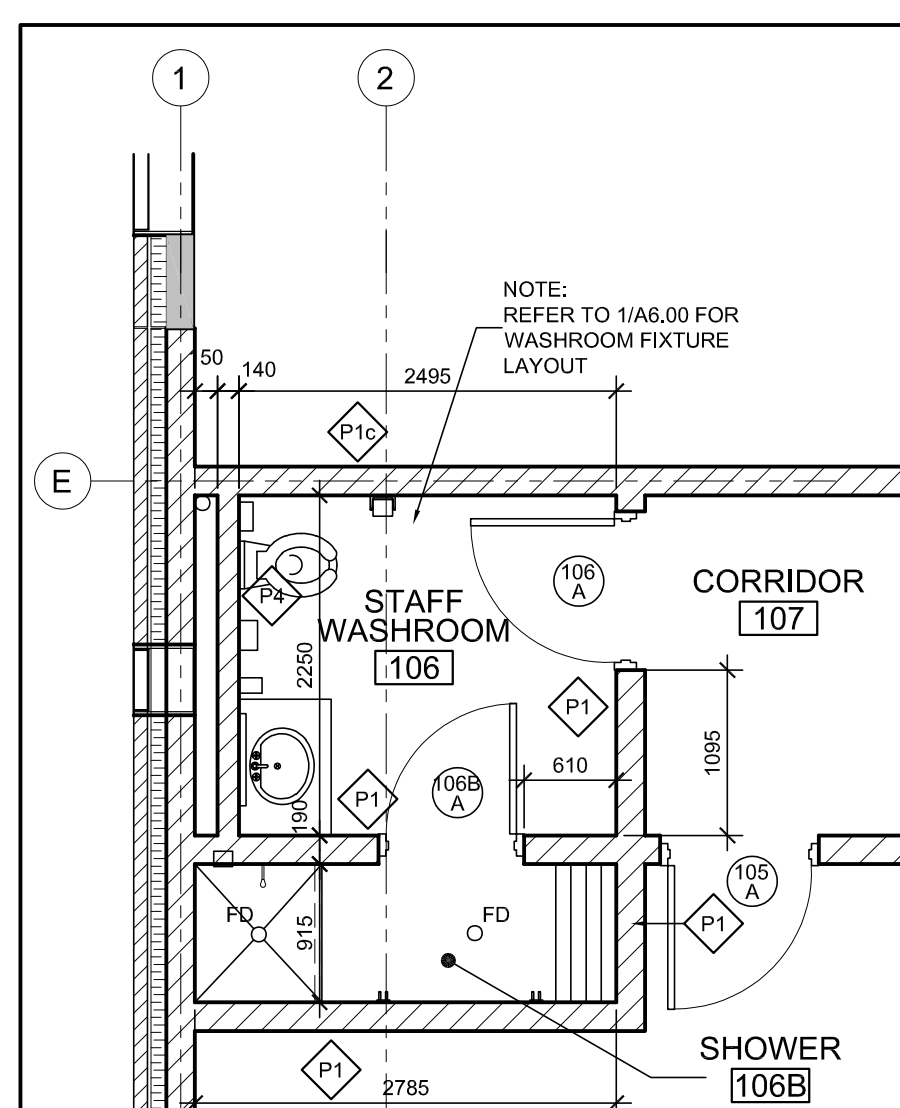 1
2
NOTE:
REFER TO 1/A6.00 FOR
WASHROOM FIXTURE
LAYOUT
50
140
2495
P1c
E
106
A
CORRIDOR
107
P4
STAFF
WASHROOM
106
2250
P1
1095
610
106B
A
P1
190
105
A
P1
FD
FD
915
SHOWER
106B
P1
2785